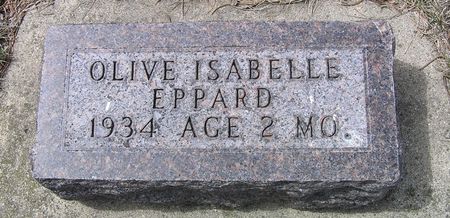 OLIVE ISABELLE
EPPARD
1934 AGE 2 MO.